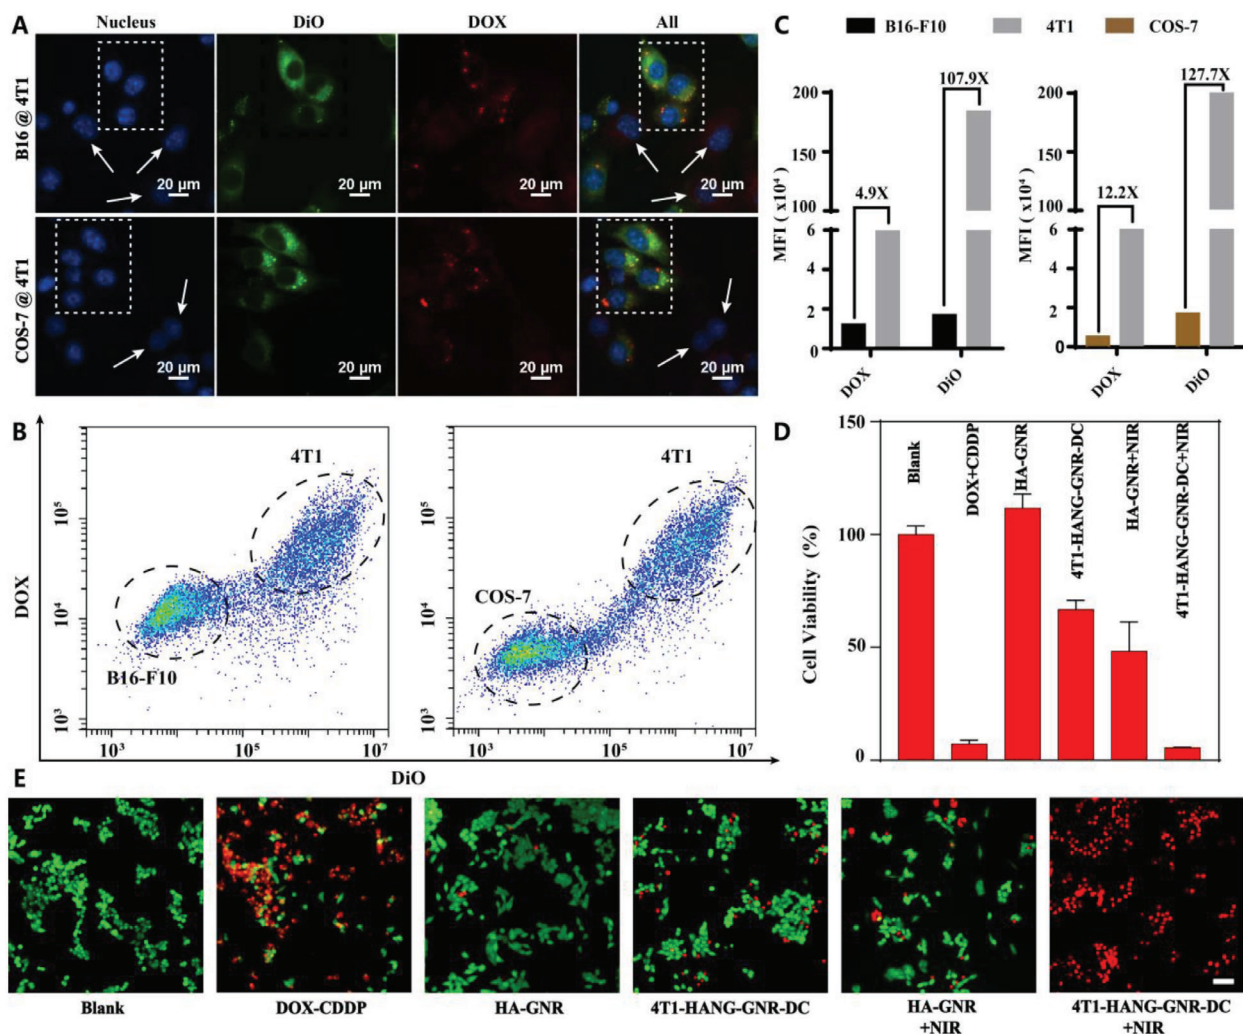 A
Nucleus
DiO
DOX
All
B16 @ 4T1
20 μm
20 μm
20 μm
20 μm
COS-7 @ 4T1
20 μm
20 μm
20 μm
20 μm
C
B16-F10
4T1
COS-7
MFI ( x10⁴ )
200
150
100
6
4
2
0
4.9X
107.9X
DOX
DiO
MFI ( x10⁴ )
200
150
100
6
4
2
0
12.2X
127.7X
DOX
DiO
B
DOX
10⁵
10⁴
10³
4T1
B16-F10
10³
10⁴
10⁵
10⁶
10⁷
10⁵
10⁴
10³
4T1
COS-7
10³
10⁴
10⁵
10⁶
10⁷
DiO
D
Cell Viability (%)
150
100
50
0
Blank
DOX+CDDP
HA-GNR
4T1-HANG-GNR-DC
HA-GNR+NIR
4T1-HANG-GNR-DC+NIR
E
Blank
DOX-CDDP
HA-GNR
4T1-HANG-GNR-DC
HA-GNR
+NIR
4T1-HANG-GNR-DC
+NIR